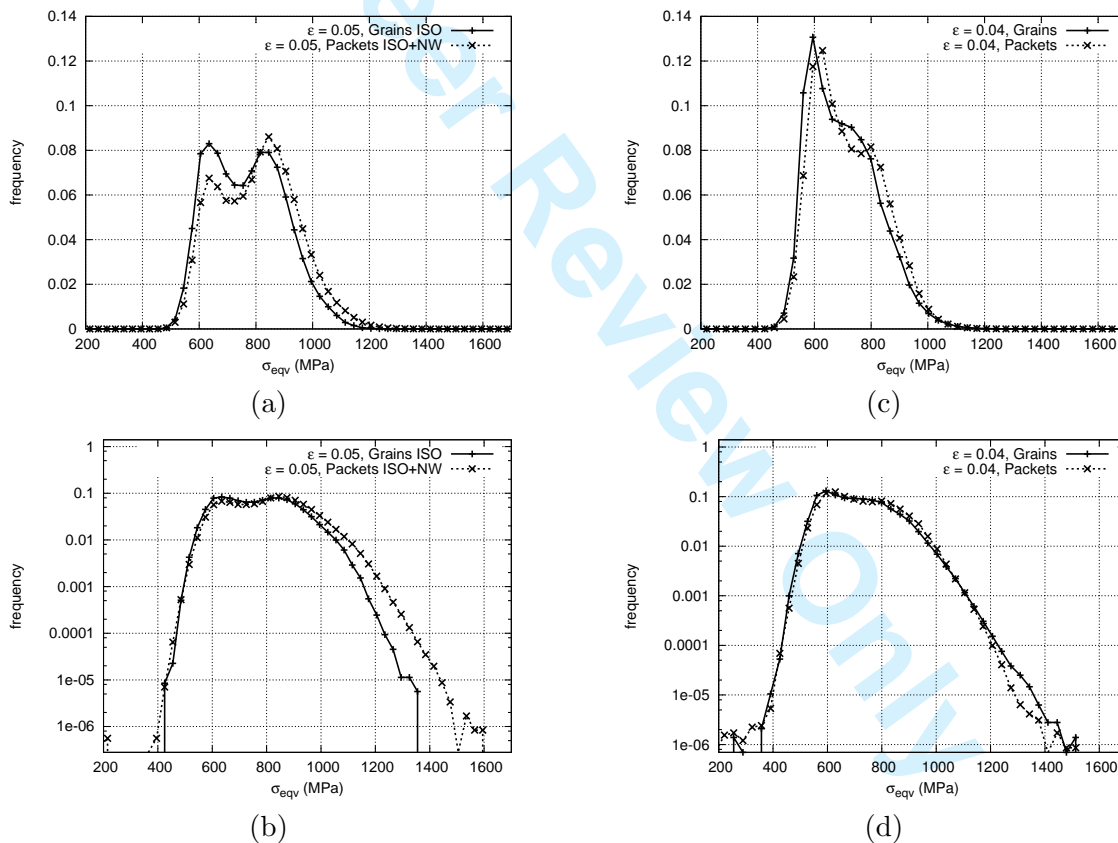 0.14
0.12
0.1
0.08
0.06
0.04
0.02
0
200 400 600 800 1000 1200 1400 1600
frequency
σeqv (MPa)
ε = 0.05, Grains ISO
ε = 0.05, Packets ISO+NW
(a)
0.14
0.12
0.1
0.08
0.06
0.04
0.02
0
200 400 600 800 1000 1200 1400 1600
frequency
σeqv (MPa)
ε = 0.04, Grains
ε = 0.04, Packets
(c)
1
0.1
0.01
0.001
0.0001
1e-05
1e-06
200 400 600 800 1000 1200 1400 1600
frequency
σeqv (MPa)
ε = 0.05, Grains ISO
ε = 0.05, Packets ISO+NW
(b)
1
0.1
0.01
0.001
0.0001
1e-05
1e-06
200 400 600 800 1000 1200 1400 1600
frequency
σeqv (MPa)
ε = 0.04, Grains
ε = 0.04, Packets
(d)
eer Review Only